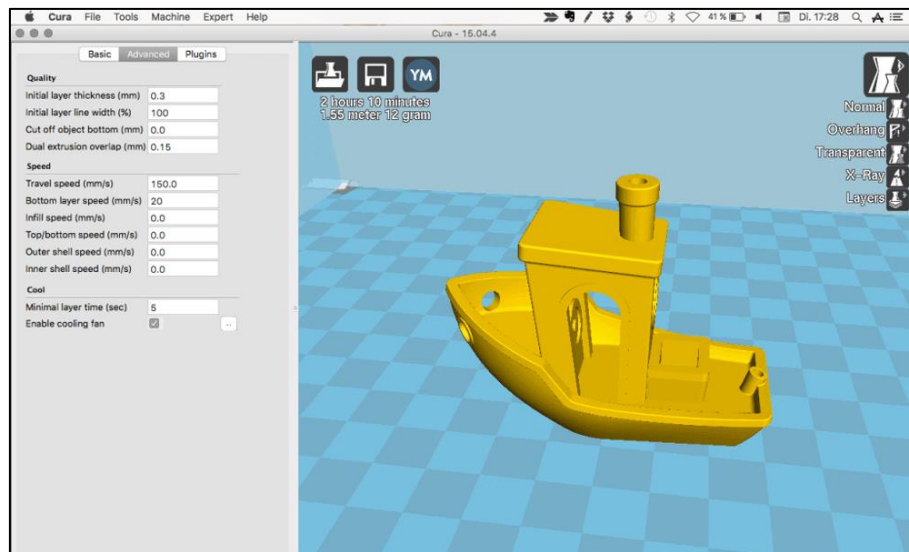 Cura File Tools Machine Expert Help 41% Di. 17:28
Cura - 15.04.4
Basic Advanced Plugins
Quality
Initial layer thickness (mm) 0.3
Initial layer line width (%) 100
Cut off object bottom (mm) 0.0
Dual extrusion overlap (mm) 0.15
Speed
Travel speed (mm/s) 150.0
Bottom layer speed (mm/s) 20
Infill speed (mm/s) 0.0
Top/bottom speed (mm/s) 0.0
Outer shell speed (mm/s) 0.0
Inner shell speed (mm/s) 0.0
Cool
Minimal layer time (sec) 5
Enable cooling fan ...
YM
2 hours 10 minutes
1.55 meter 12 gram
Normal
Overhang
Transparent
X-Ray
Layers